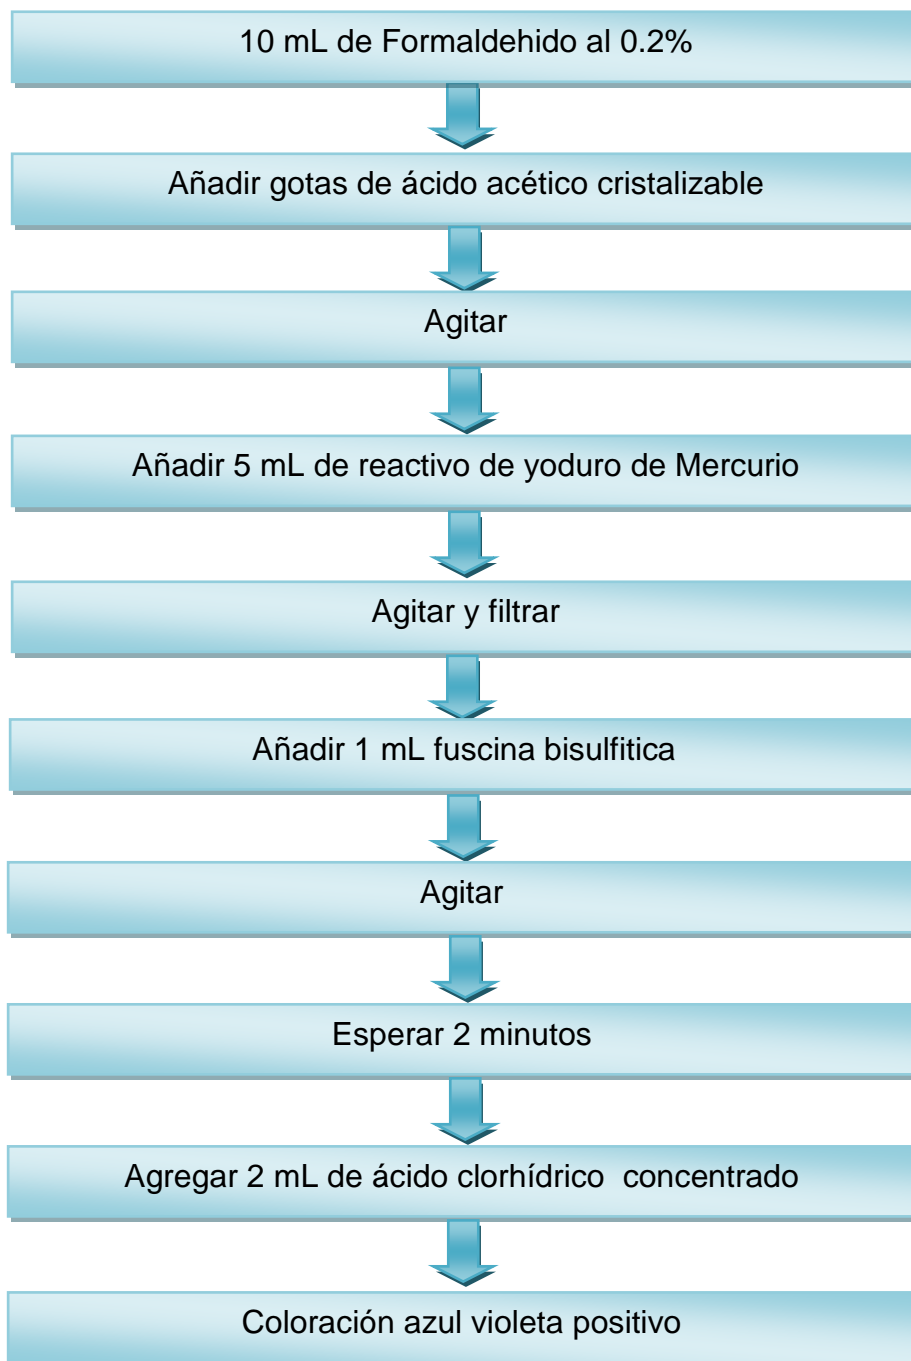 10 mL de Formaldehido al 0.2%
Añadir gotas de ácido acético cristalizable
Agitar
Añadir 5 mL de reactivo de yoduro de Mercurio
Agitar y filtrar
Añadir 1 mL fuscina bisulfitica
Agitar
Esperar 2 minutos
Agregar 2 mL de ácido clorhídrico concentrado
Coloración azul violeta positivo